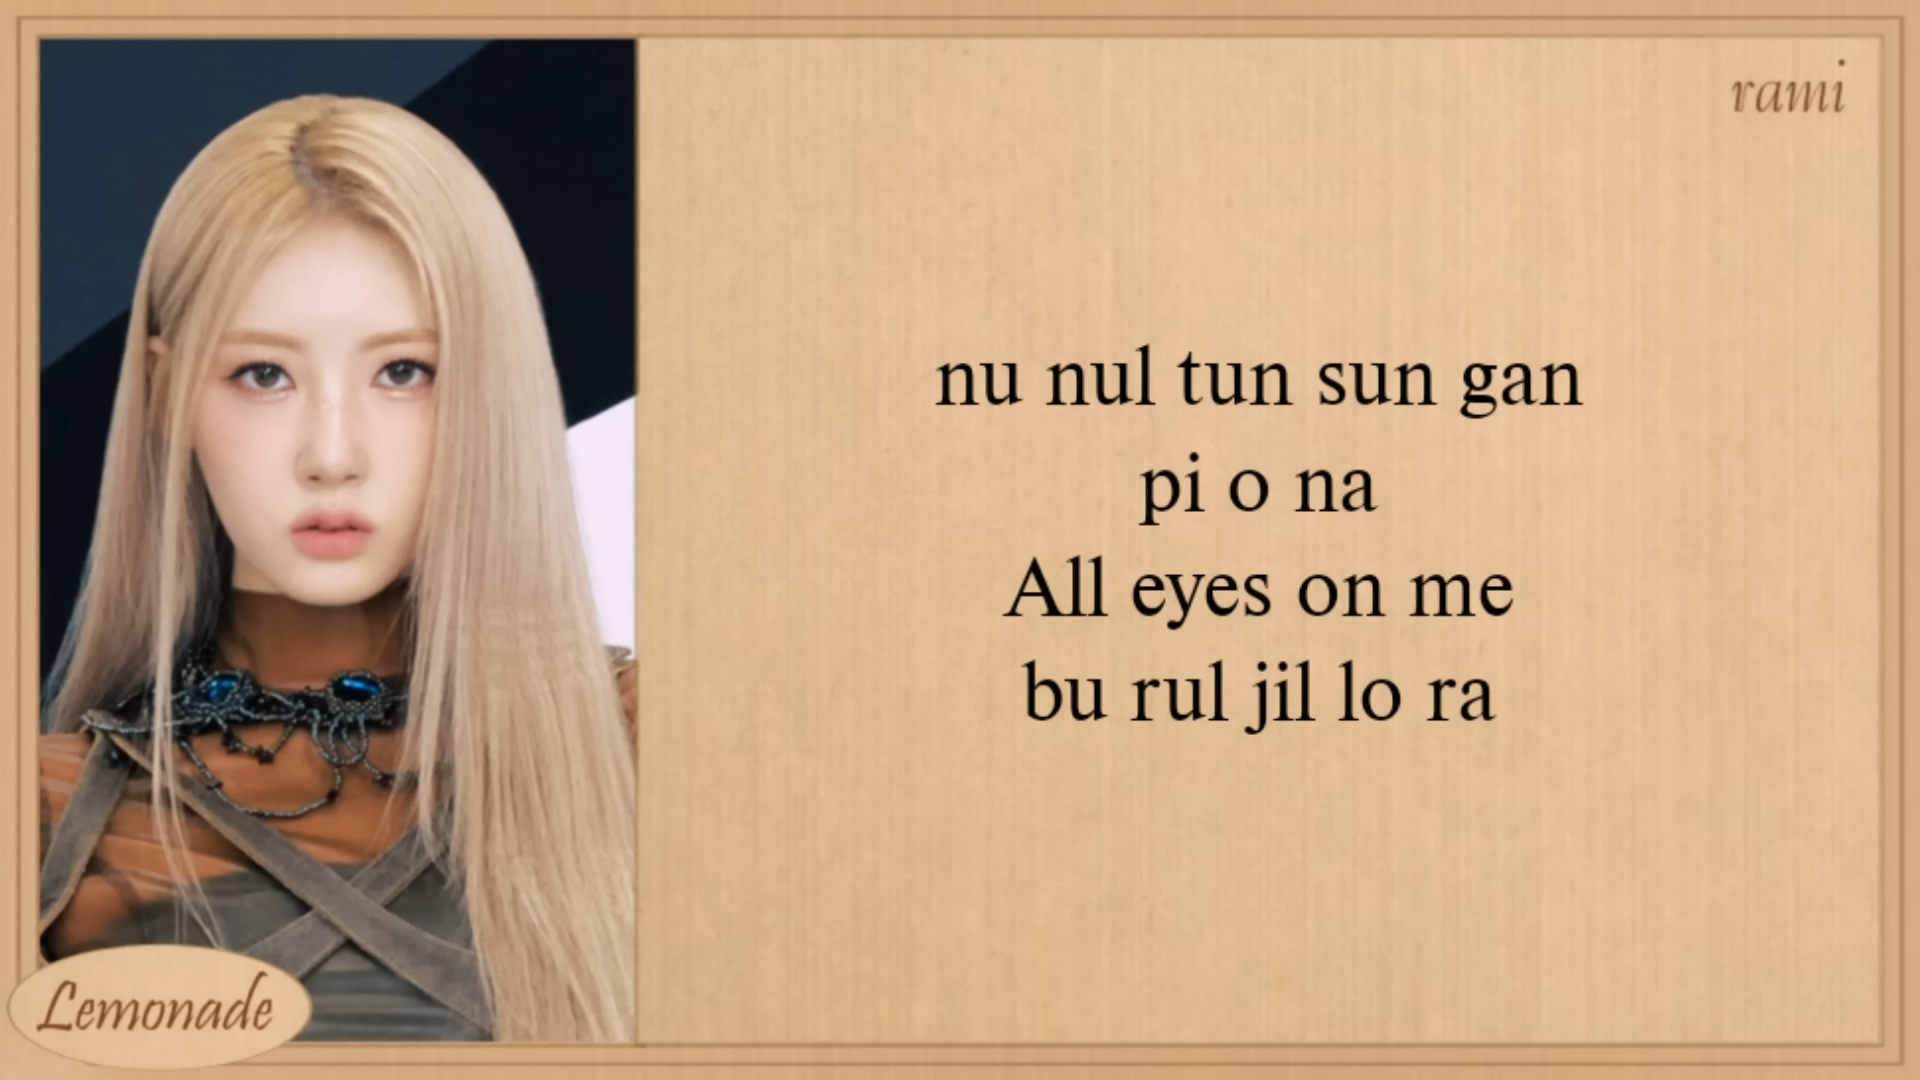 rami
nu nul tun sun gan
pi o na
All eyes on me
bu rul jil lo ra
Lemonade